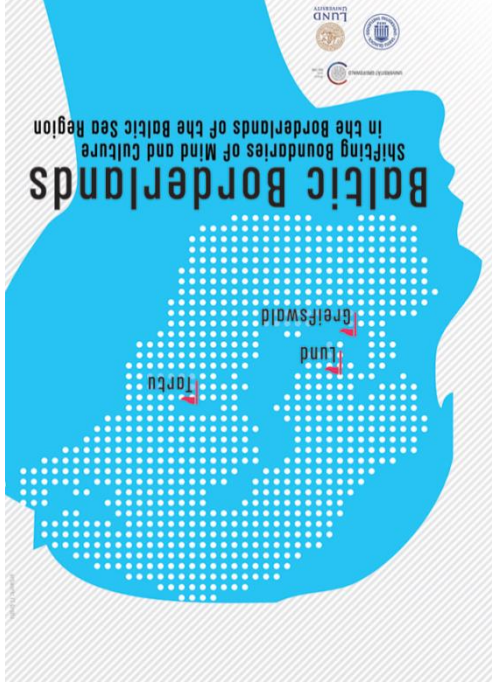 Tartu
Lund
Greifswald
Baltic Borderlands
Shifting Boundaries of Mind and Culture
in the Borderlands of the Baltic Sea Region
LUND
UNIVERSITY